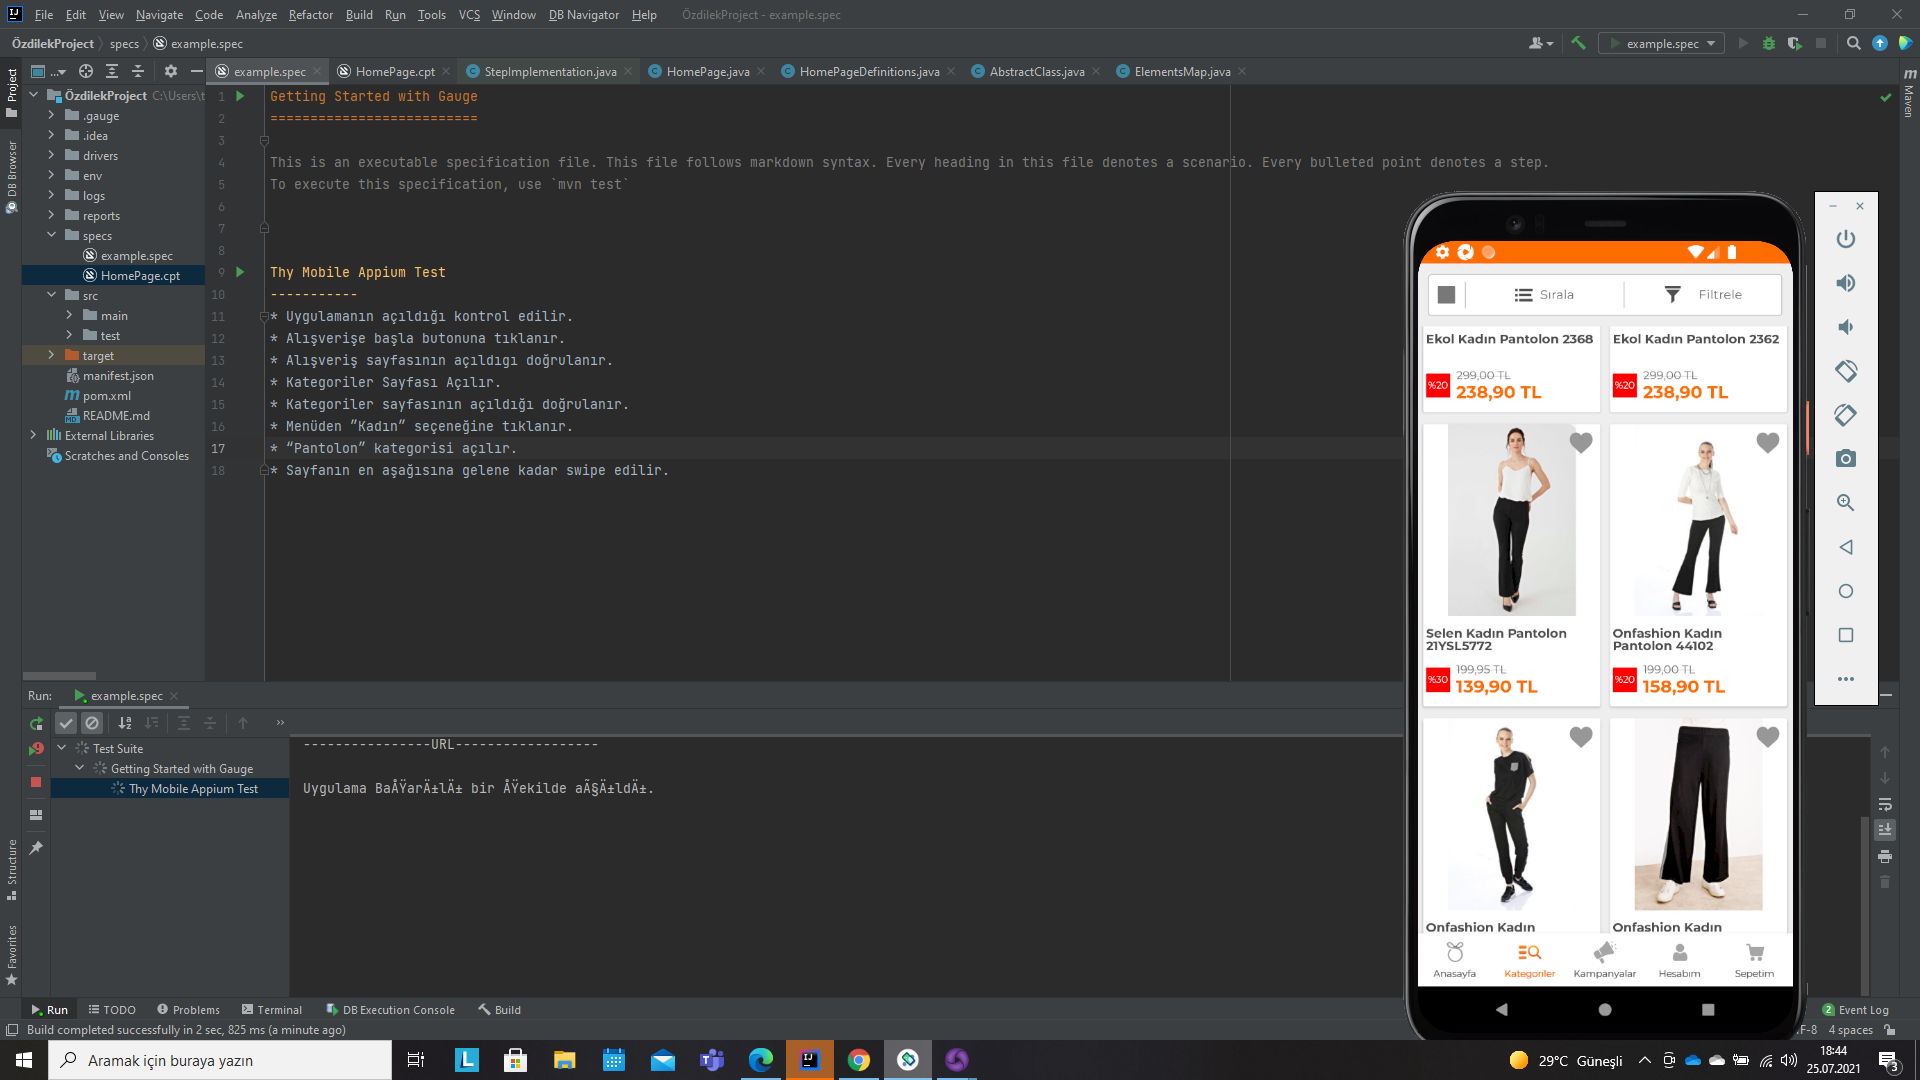 File Edit View Navigate Code Analyze Refactor Build Run Tools VCS Window DB Navigator Help ÖzdilekProject - example.spec
ÖzdilekProject specs example.spec
example.spec
... example.spec HomePage.cpt StepImplementation.java HomePage.java HomePageDefinitions.java AbstractClass.java ElementsMap.java
Project
DB Browser
Structure
Favorites
Maven
ÖzdilekProject C:\Users\t
.gauge
.idea
drivers
env
logs
reports
specs
example.spec
HomePage.cpt
src
main
test
target
manifest.json
pom.xml
README.md
External Libraries
Scratches and Consoles
1 Getting Started with Gauge
2 ==========================
3
4 This is an executable specification file. This file follows markdown syntax. Every heading in this file denotes a scenario. Every bulleted point denotes a step.
5 To execute this specification, use `mvn test`
6
7
8
9 Thy Mobile Appium Test
10 -----------
11 * Uygulamanın açıldığı kontrol edilir.
12 * Alışverişe başla butonuna tıklanır.
13 * Alışveriş sayfasının açıldıgı doğrulanır.
14 * Kategoriler Sayfası Açılır.
15 * Kategoriler sayfasının açıldığı doğrulanır.
16 * Menüden ”Kadın” seçeneğine tıklanır.
17 * “Pantolon” kategorisi açılır.
18 * Sayfanın en aşağısına gelene kadar swipe edilir.
Sırala Filtrele
Ekol Kadın Pantolon 2368
%20 299,00 TL
238,90 TL
Ekol Kadın Pantolon 2362
%20 299,00 TL
238,90 TL
Selen Kadın Pantolon
21YSL5772
%30 199,95 TL
139,90 TL
Onfashion Kadın
Pantolon 44102
%20 199,00 TL
158,90 TL
Onfashion Kadın
Onfashion Kadın
Anasayfa Kategoriler Kampanyalar Hesabım Sepetim
Run: example.spec
Test Suite
Getting Started with Gauge
Thy Mobile Appium Test
----------------URL------------------
Uygulama BaÅŸarÄ±lÄ± bir ÅŸekilde aÃ§Ä±ldÄ±.
Run TODO Problems Terminal DB Execution Console Build
2 Event Log
Build completed successfully in 2 sec, 825 ms (a minute ago)
TF-8 4 spaces
Aramak için buraya yazın
29°C Güneşli
18:44
25.07.2021
3